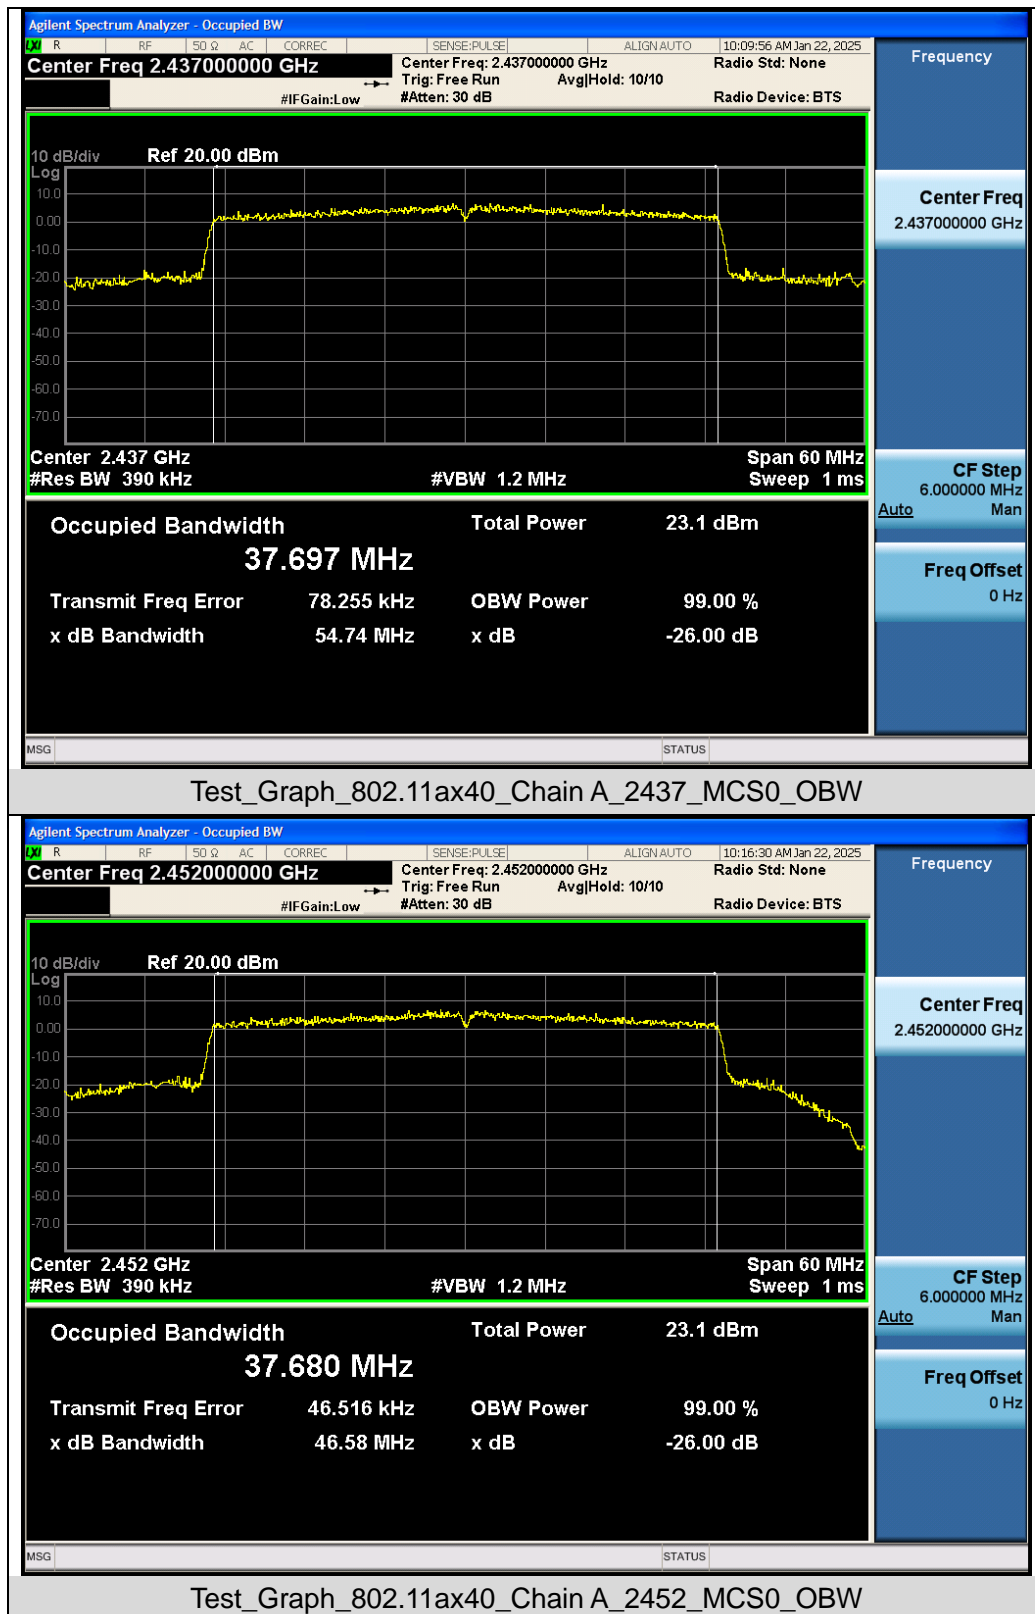 Agilent Spectrum Analyzer - Occupied BW
LXI R RF 50 Ω AC CORREC SENSE:PULSE ALIGN AUTO 10:09:56 AM Jan 22, 2025
Center Freq 2.437000000 GHz
Center Freq: 2.437000000 GHz
Radio Std: None
Trig: Free Run Avg|Hold: 10/10
#IFGain:Low
#Atten: 30 dB
Radio Device: BTS
Frequency
10 dB/div Ref 20.00 dBm
Log
10.0
0.00
-10.0
-20.0
-30.0
-40.0
-50.0
-60.0
-70.0
Center Freq
2.437000000 GHz
Center 2.437 GHz Span 60 MHz
#Res BW 390 kHz #VBW 1.2 MHz Sweep 1 ms
CF Step
6.000000 MHz
Auto Man
Occupied Bandwidth Total Power 23.1 dBm
37.697 MHz
Freq Offset
0 Hz
Transmit Freq Error 78.255 kHz OBW Power 99.00 %
x dB Bandwidth 54.74 MHz x dB -26.00 dB
MSG STATUS
Test_Graph_802.11ax40_Chain A_2437_MCS0_OBW
Agilent Spectrum Analyzer - Occupied BW
LXI R RF 50 Ω AC CORREC SENSE:PULSE ALIGN AUTO 10:16:30 AM Jan 22, 2025
Center Freq 2.452000000 GHz
Center Freq: 2.452000000 GHz
Radio Std: None
Trig: Free Run Avg|Hold: 10/10
#IFGain:Low
#Atten: 30 dB
Radio Device: BTS
Frequency
10 dB/div Ref 20.00 dBm
Log
10.0
0.00
-10.0
-20.0
-30.0
-40.0
-50.0
-60.0
-70.0
Center Freq
2.452000000 GHz
Center 2.452 GHz Span 60 MHz
#Res BW 390 kHz #VBW 1.2 MHz Sweep 1 ms
CF Step
6.000000 MHz
Auto Man
Occupied Bandwidth Total Power 23.1 dBm
37.680 MHz
Freq Offset
0 Hz
Transmit Freq Error 46.516 kHz OBW Power 99.00 %
x dB Bandwidth 46.58 MHz x dB -26.00 dB
MSG STATUS
Test_Graph_802.11ax40_Chain A_2452_MCS0_OBW